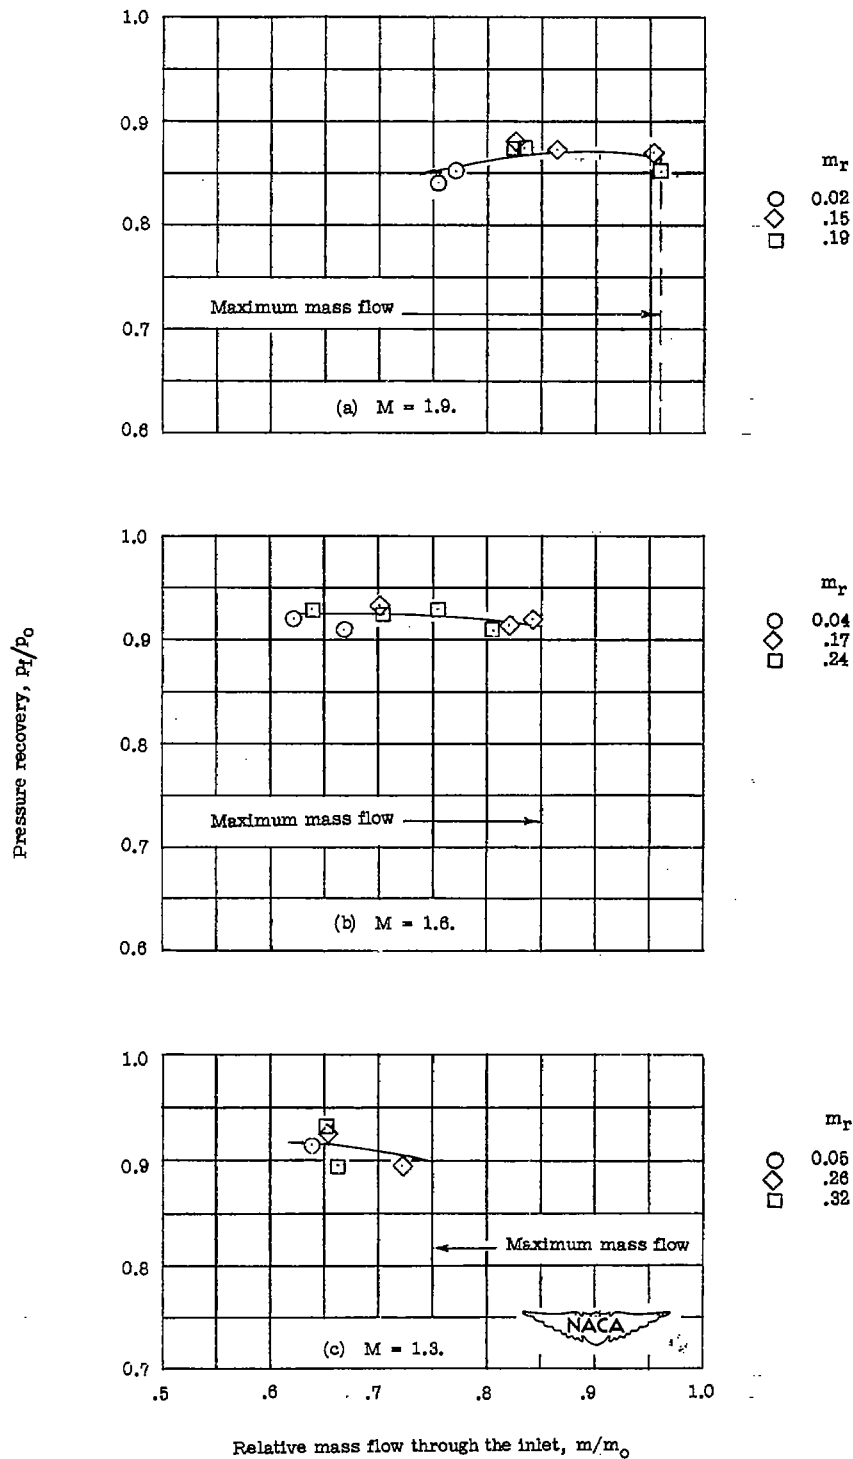 1.0
0.9
0.8
0.7
0.6
Maximum mass flow
(a) M = 1.9.
m_r
0.02
.15
.19
1.0
0.9
0.8
0.7
0.6
Maximum mass flow
(b) M = 1.6.
m_r
0.04
.17
.24
Pressure recovery, p_f/p_o
1.0
0.9
0.8
0.7
Maximum mass flow
NACA
(c) M = 1.3.
m_r
0.05
.26
.32
.5 .6 .7 .8 .9 1.0
Relative mass flow through the inlet, m/m_o